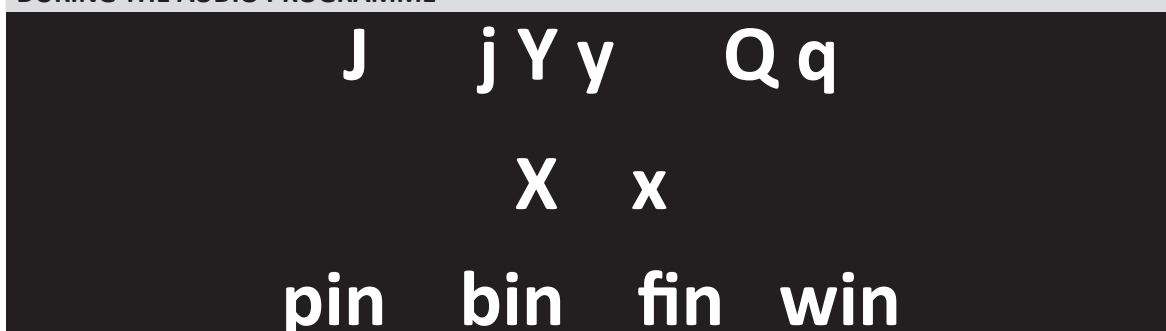 DURING THE AUDIO PROGRAMME
J j Y y Q q
X x
pin bin fin win